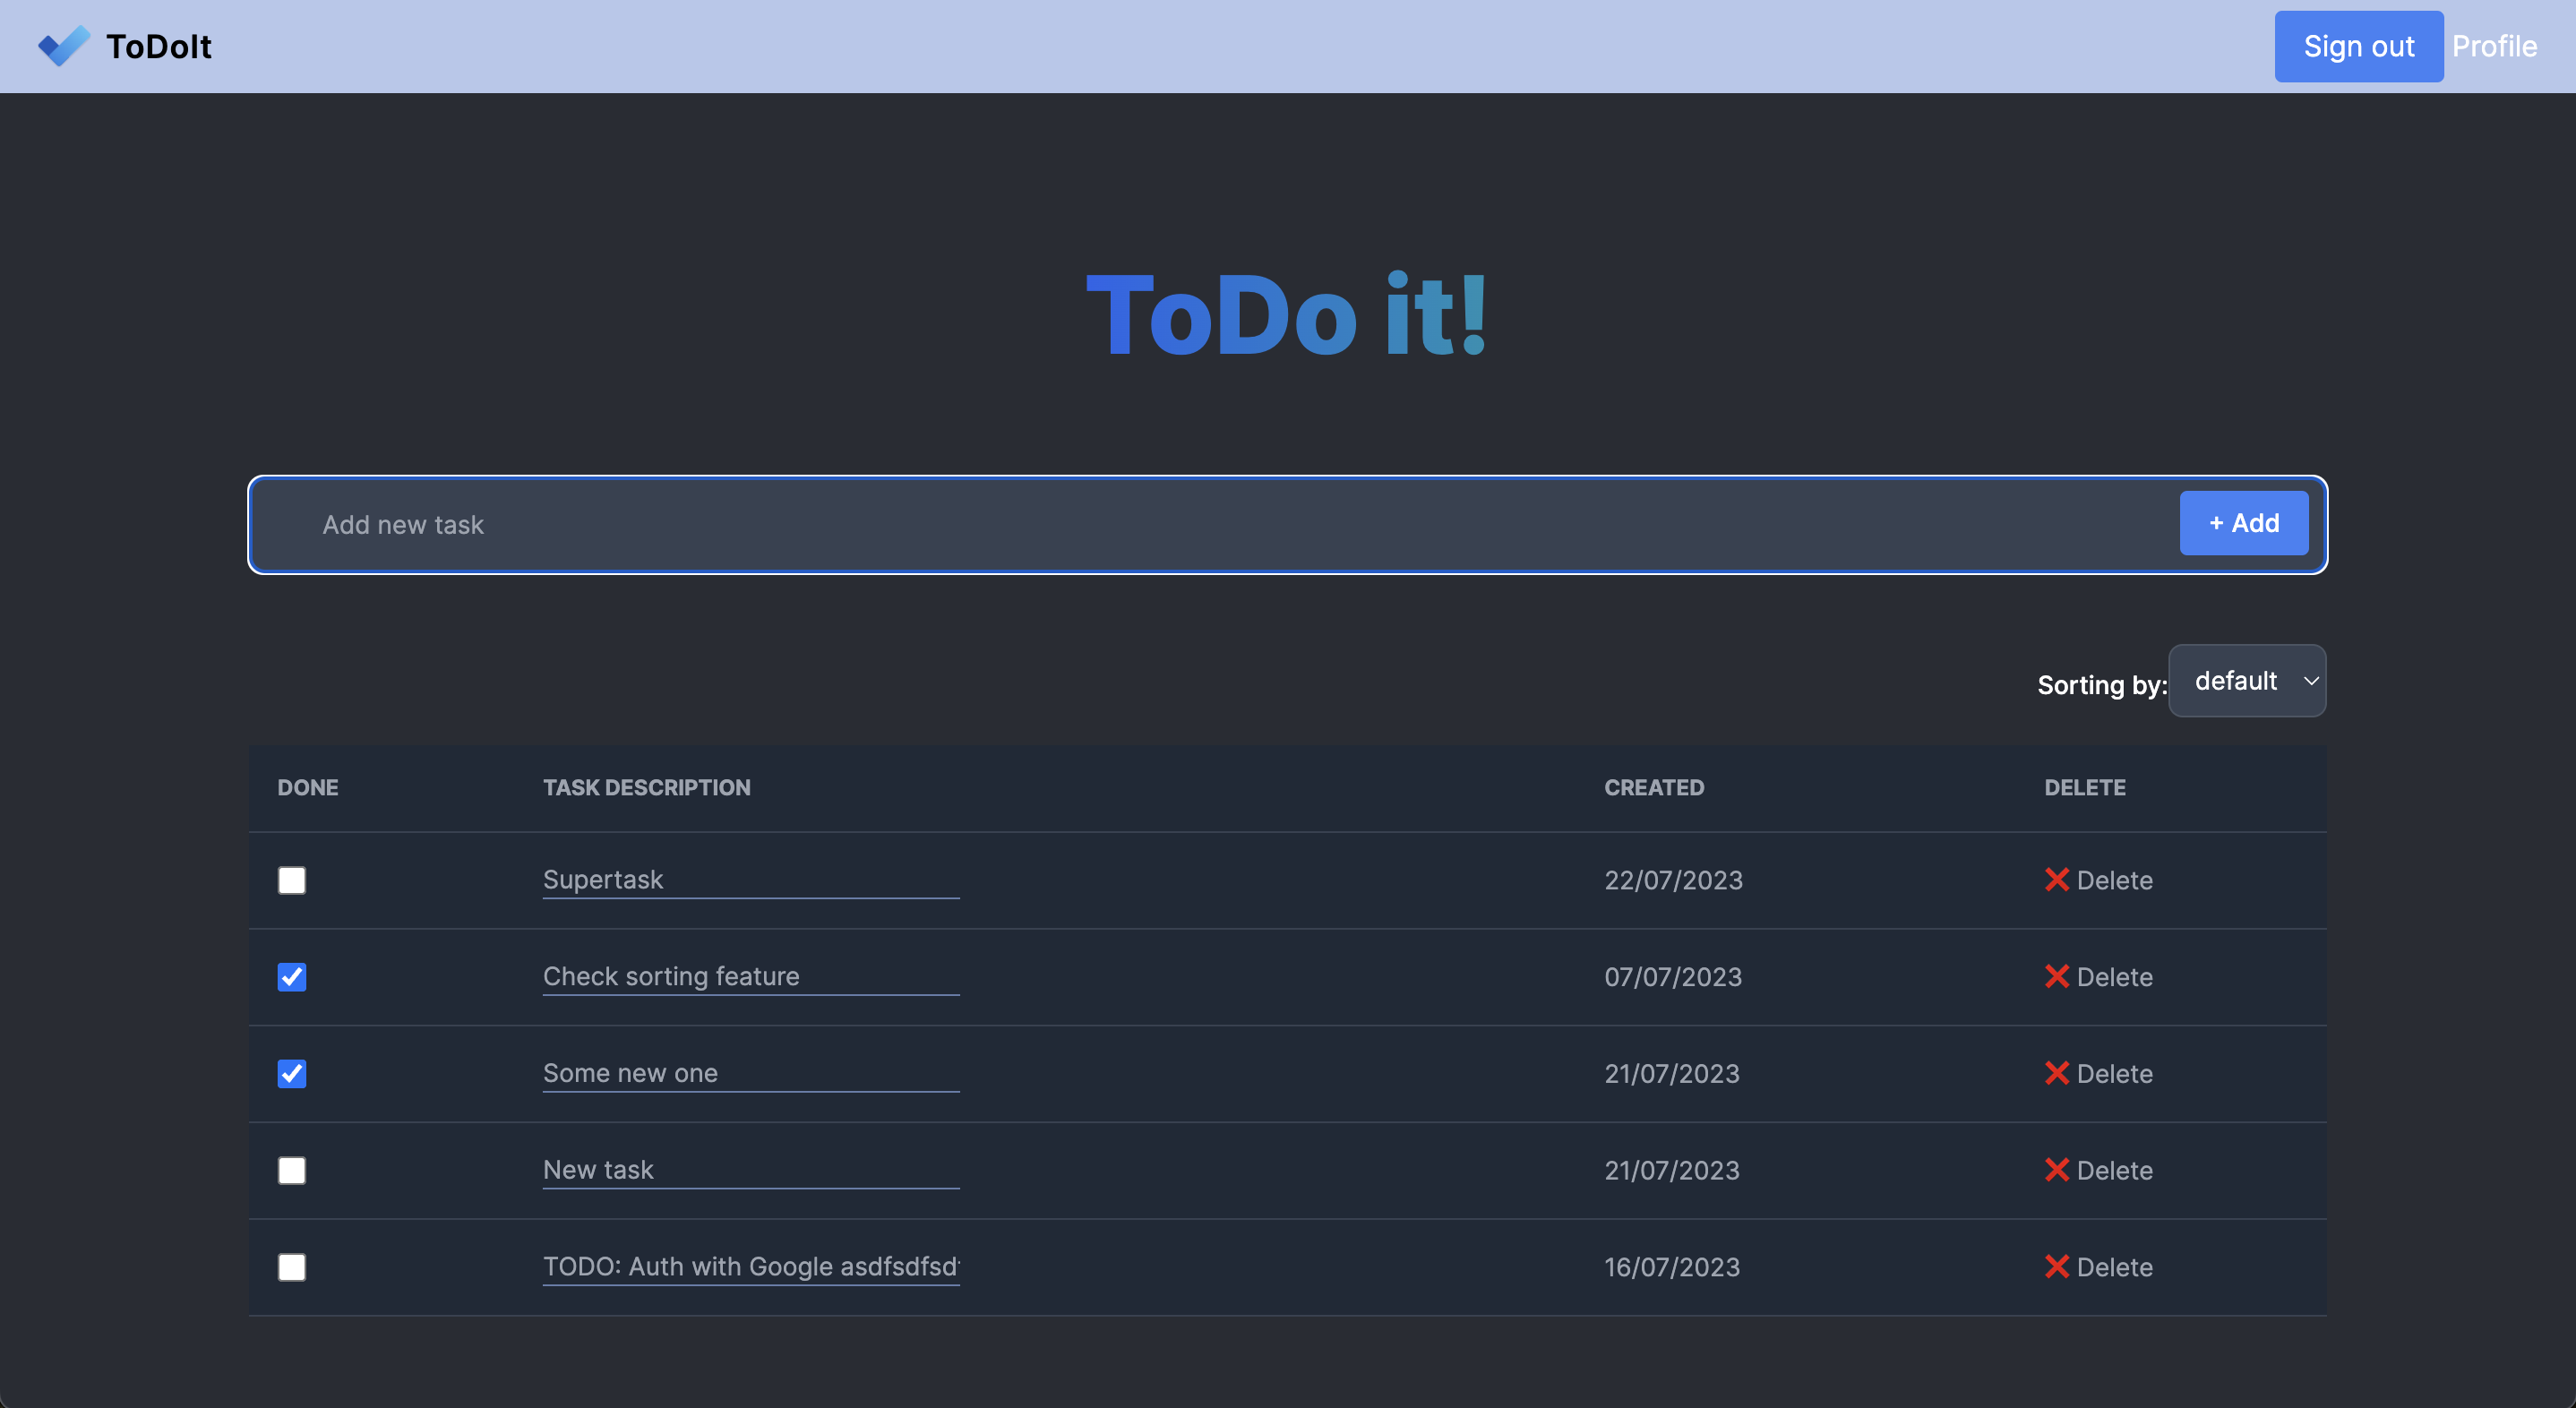 ToDoIt
Sign out Profile
ToDo it!
Add new task
+ Add
Sorting by: default
DONE TASK DESCRIPTION CREATED DELETE
Supertask 22/07/2023 Delete
Check sorting feature 07/07/2023 Delete
Some new one 21/07/2023 Delete
New task 21/07/2023 Delete
TODO: Auth with Google asdfsdfsd 16/07/2023 Delete